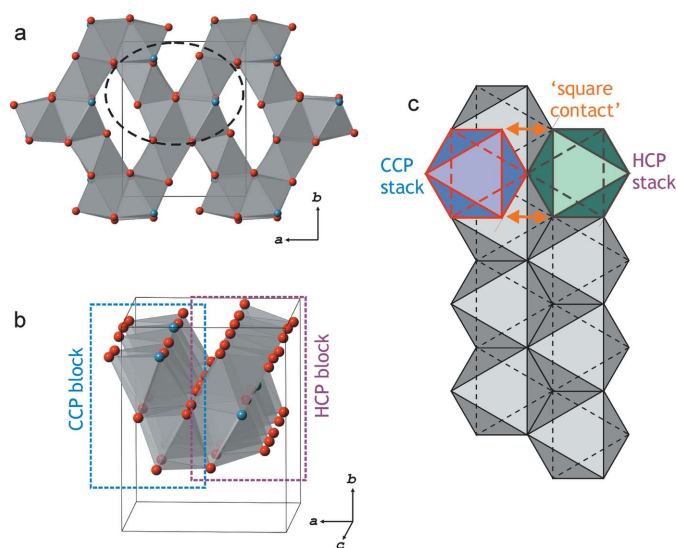 a
b
a
b
CCP block
HCP block
b
a
c
c
'square
contact'
CCP
stack
HCP
stack